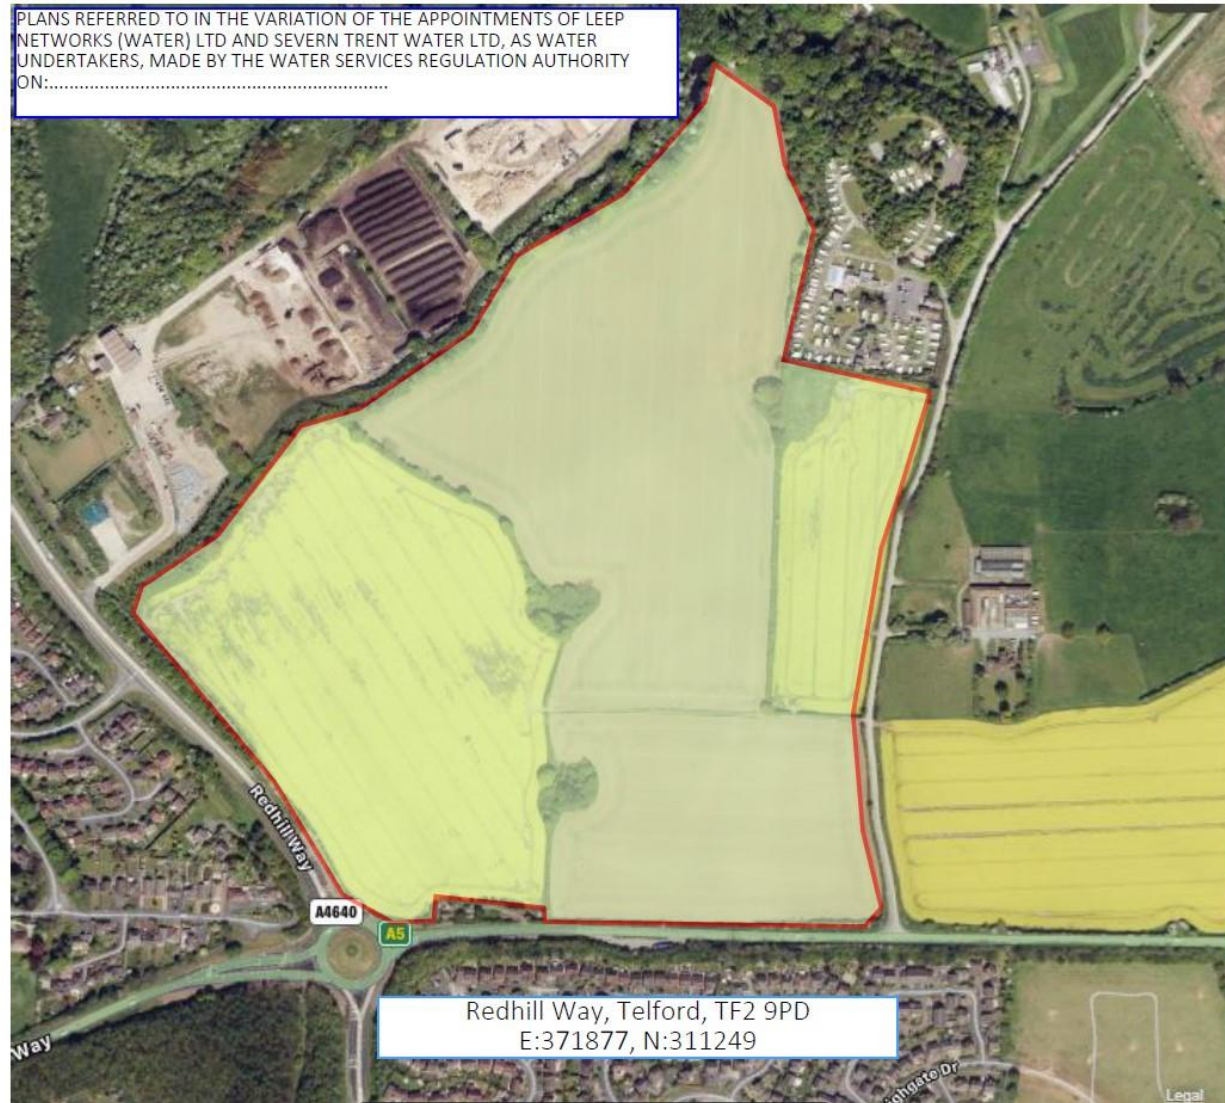 PLANS REFERRED TO IN THE VARIATION OF THE APPOINTMENTS OF LEEP
NETWORKS (WATER) LTD AND SEVERN TRENT WATER LTD, AS WATER
UNDERTAKERS, MADE BY THE WATER SERVICES REGULATION AUTHORITY
ON:...................................................................
Redhill Way
A4640
A5
Redhill Way, Telford, TF2 9PD
E:371877, N:311249
Way
ighgate Dr
Legal